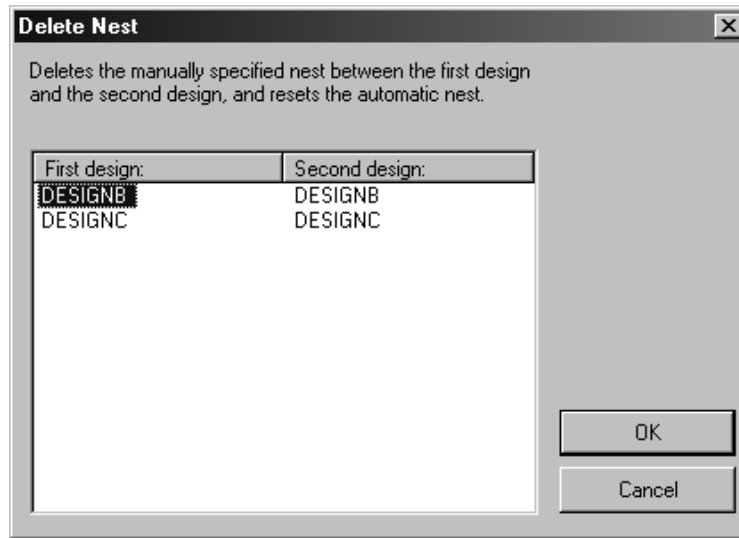 Delete Nest
Deletes the manually specified nest between the first design
and the second design, and resets the automatic nest.
First design: Second design:
DESIGNB DESIGNB
DESIGNC DESIGNC
OK
Cancel